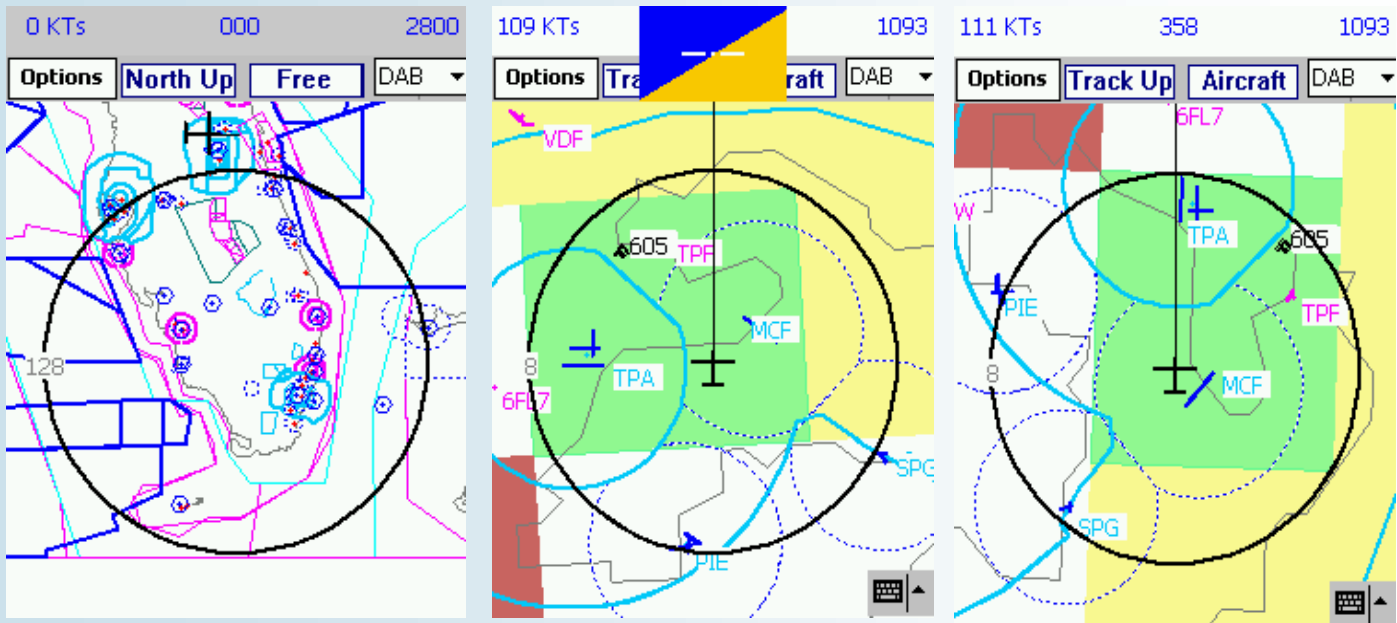 0 KTs 000 2800
Options North Up Free DAB
128
109 KTs 1093
Options Tra raft DAB
VDF
605 TPF
MCF
8
TPA
6FL7
SPG
PIE
111 KTs 358 1093
Options Track Up Aircraft DAB
6FL7
W
TPA
605
PIE
TPF
8
MCF
SPG